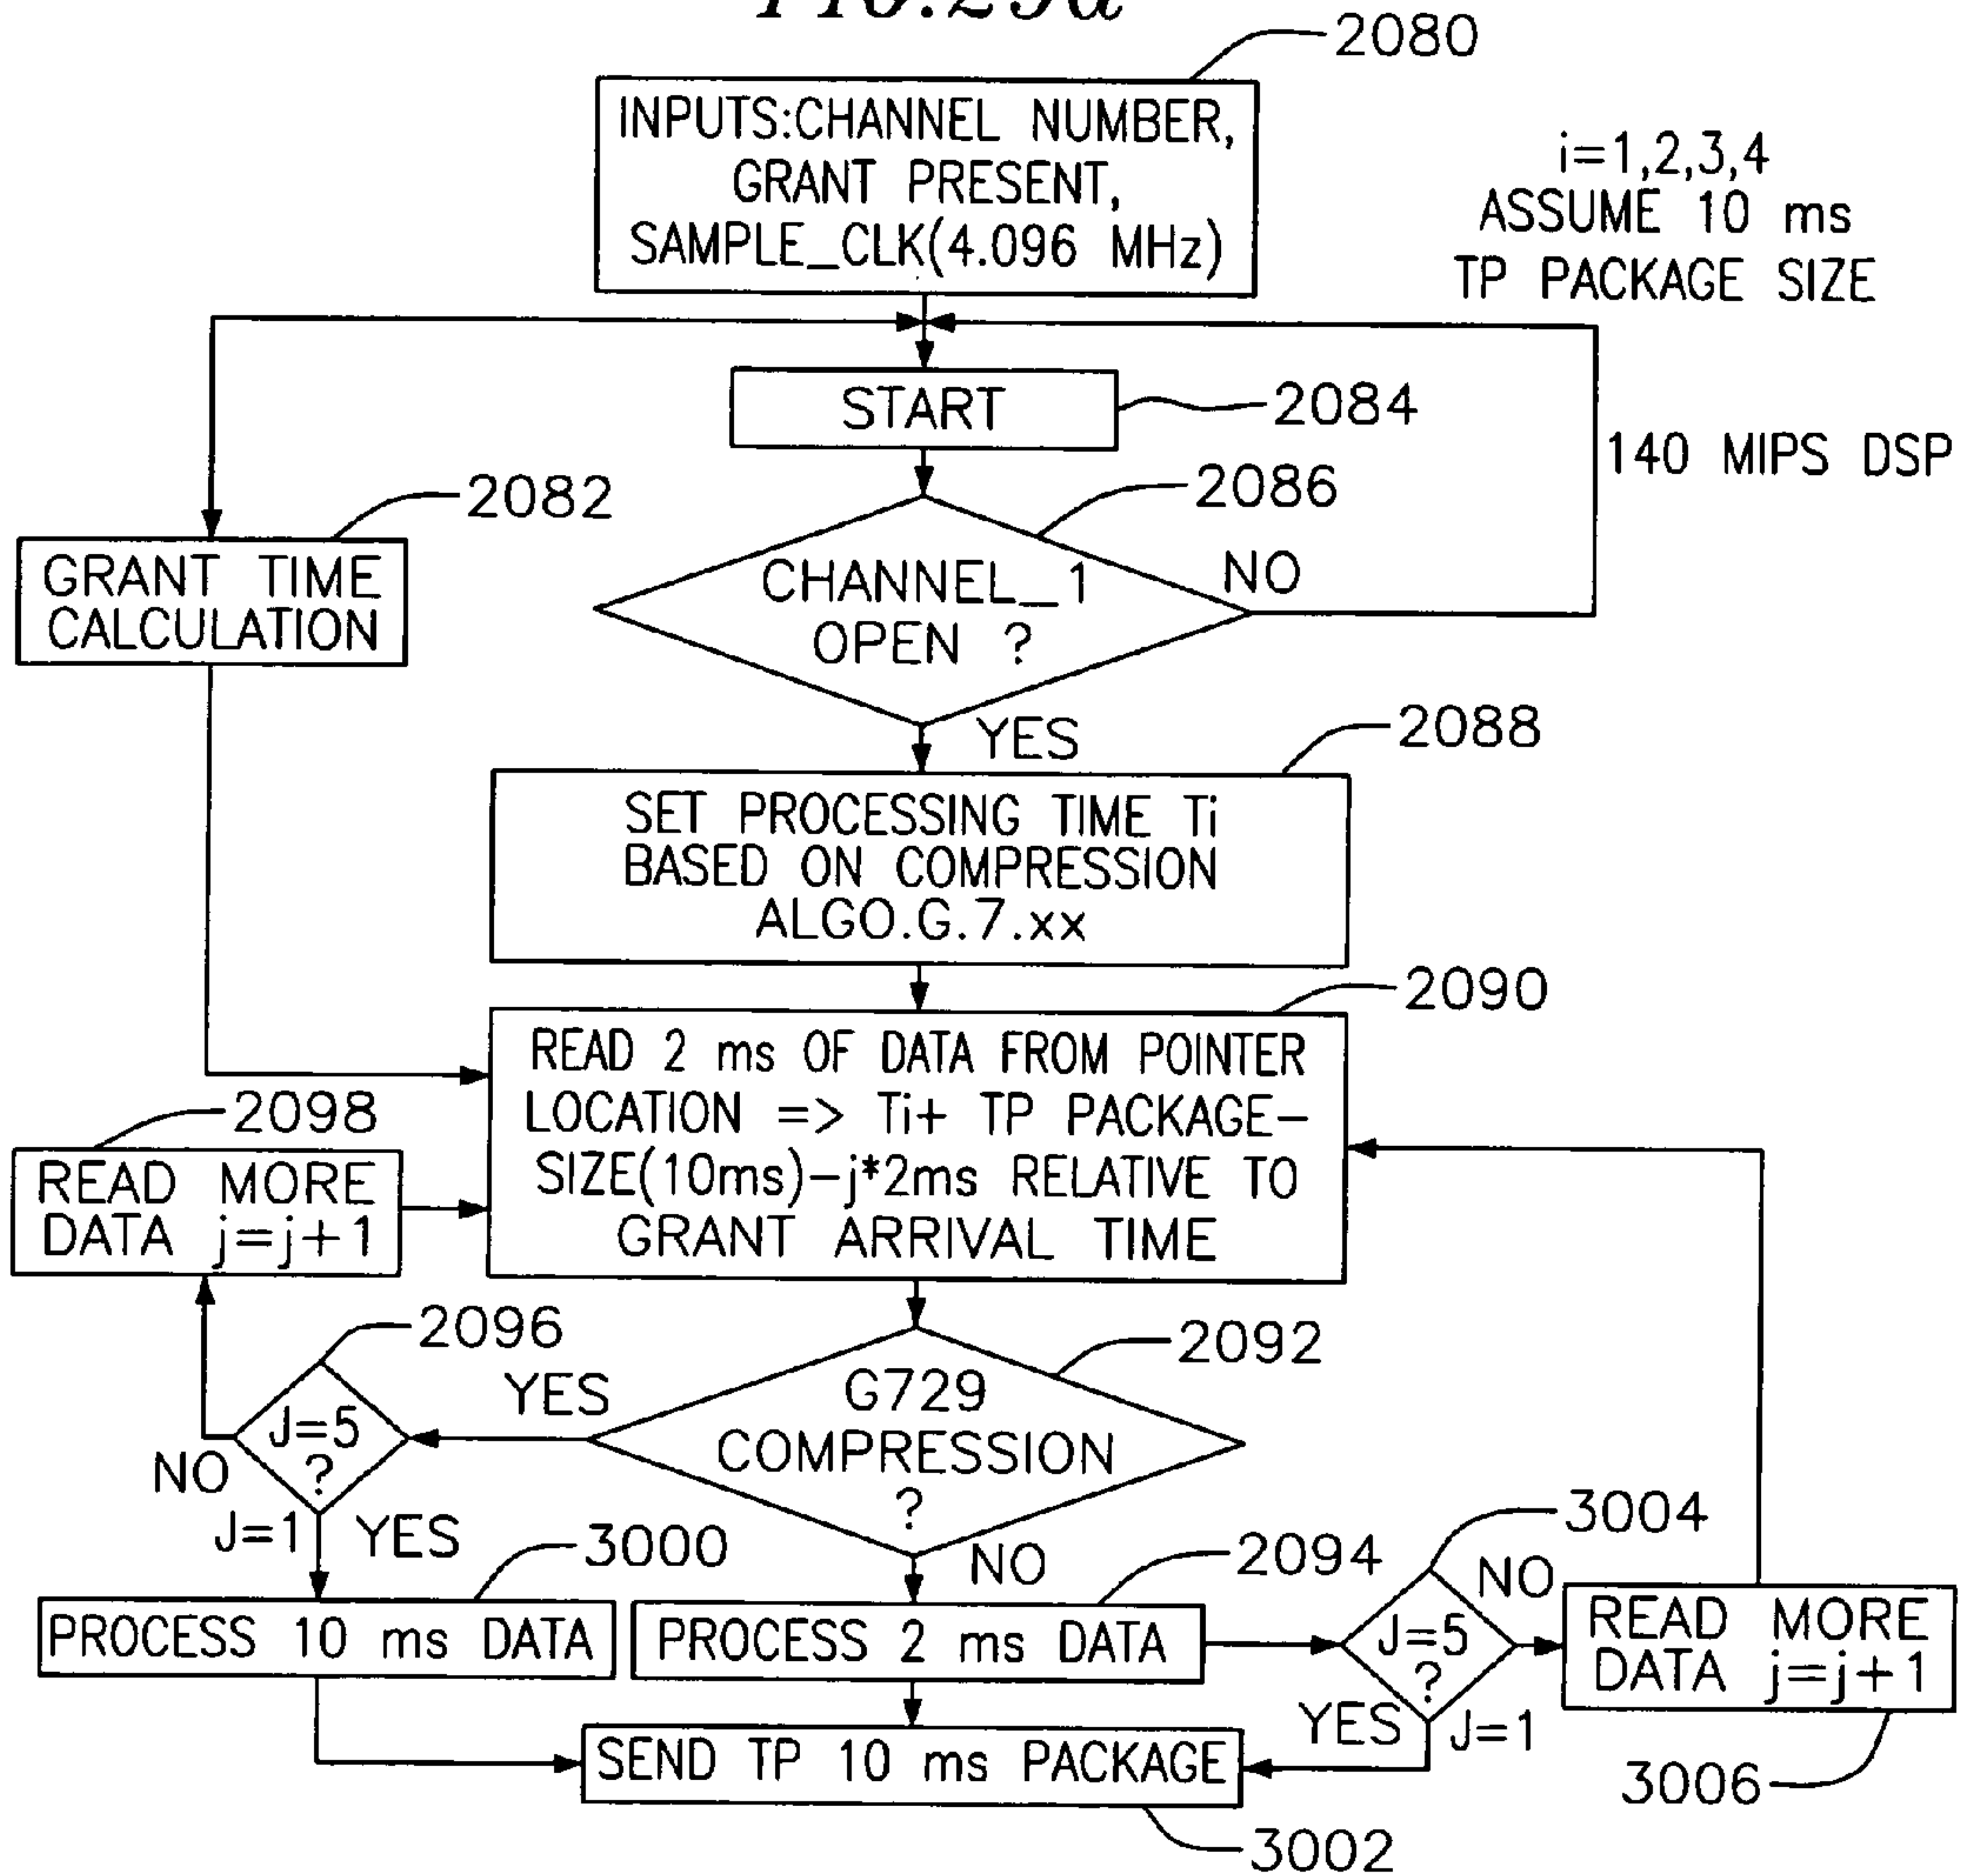 FIG.29a
2080
INPUTS:CHANNEL NUMBER,
GRANT PRESENT,
SAMPLE_CLK(4.096 MHz)
i=1,2,3,4
ASSUME 10 ms
TP PACKAGE SIZE
START
2084
140 MIPS DSP
2082
GRANT TIME
CALCULATION
2086
CHANNEL_1
OPEN ?
NO
YES
2088
SET PROCESSING TIME Ti
BASED ON COMPRESSION
ALGO.G.7.xx
2090
READ 2 ms OF DATA FROM POINTER
LOCATION => Ti+ TP PACKAGE-
SIZE(10ms)-j*2ms RELATIVE TO
GRANT ARRIVAL TIME
2098
READ MORE
DATA j=j+1
2096
J=5
?
NO
J=1
YES
YES
2092
G729
COMPRESSION
?
NO
3000
PROCESS 10 ms DATA
2094
PROCESS 2 ms DATA
3004
J=5
?
NO
YES
J=1
READ MORE
DATA j=j+1
3006
SEND TP 10 ms PACKAGE
3002